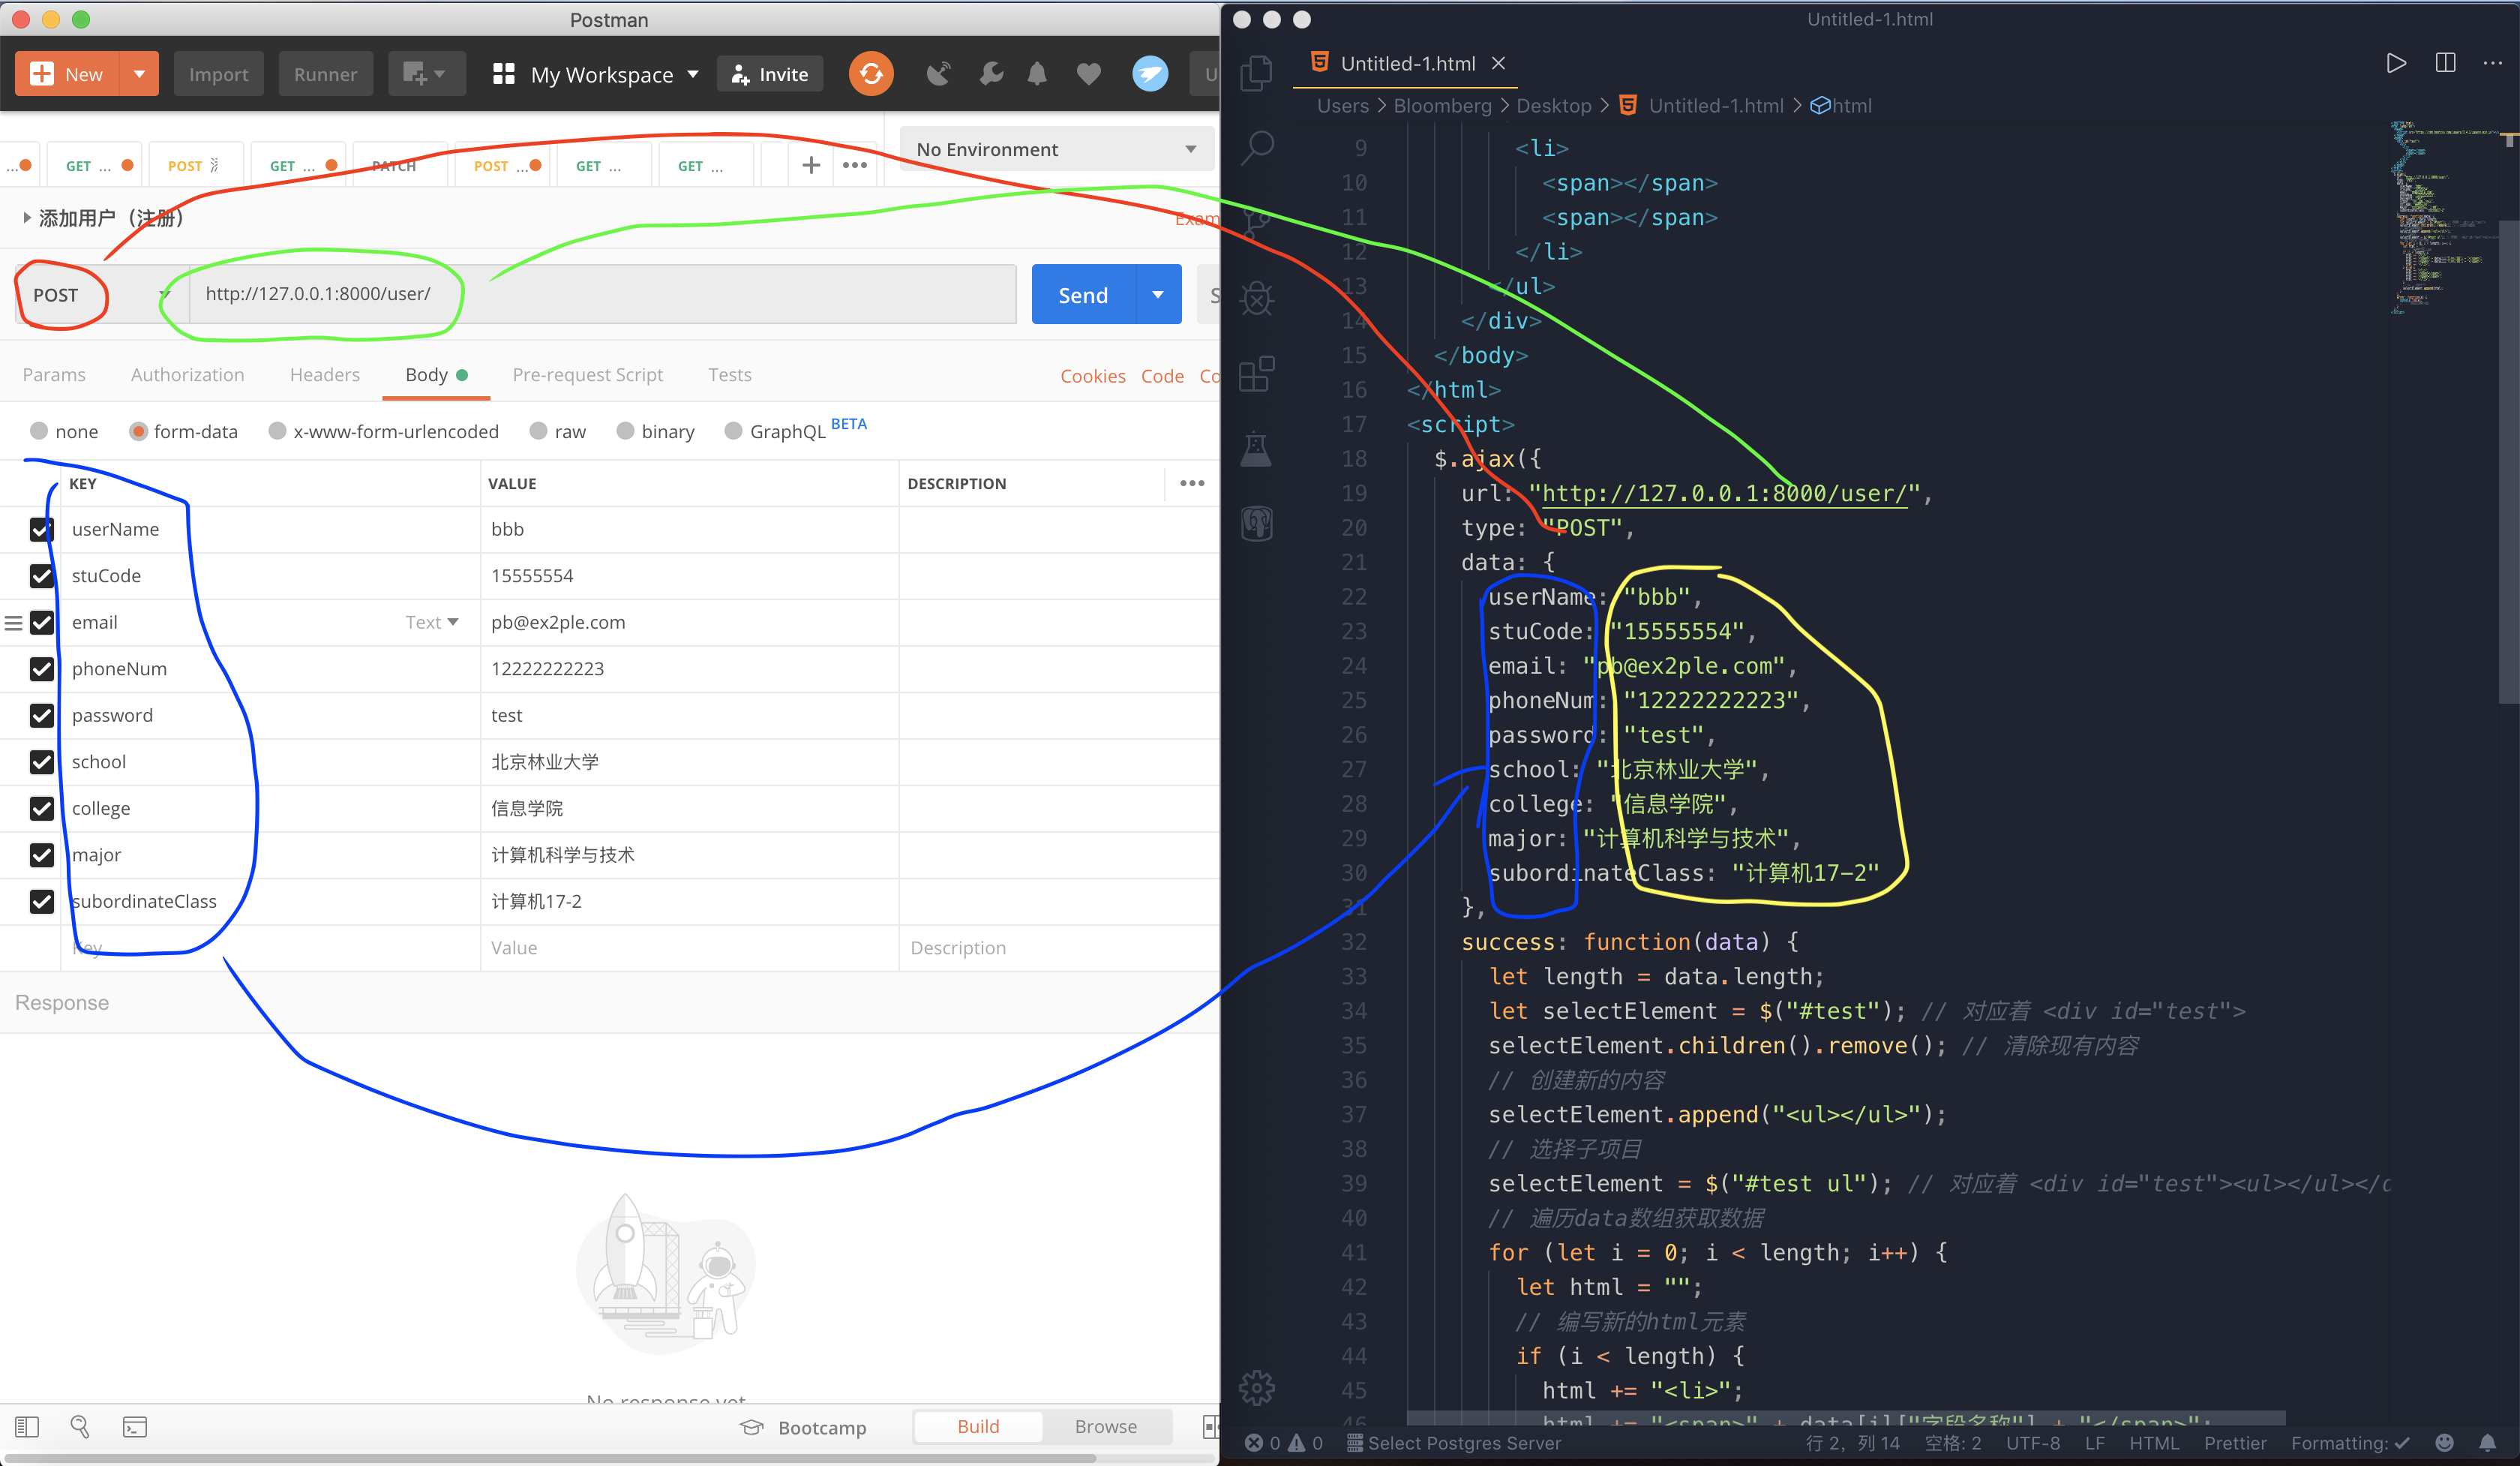 Postman
New
Import
Runner
My Workspace
Invite
No Environment
... GET ... POST GET ... PATCH POST ... GET ... GET ...
添加用户（注册）
Exam
POST
http://127.0.0.1:8000/user/
Send
S
Params Authorization Headers Body Pre-request Script Tests
Cookies Code Co
none form-data x-www-form-urlencoded raw binary GraphQL BETA
KEY VALUE DESCRIPTION
userName bbb
stuCode 15555554
email Text pb@ex2ple.com
phoneNum 12222222223
password test
school 北京林业大学
college 信息学院
major 计算机科学与技术
subordinateClass 计算机17-2
Key Value Description
Response
No response yet
Bootcamp Build Browse
Untitled-1.html
Untitled-1.html
Users Bloomberg Desktop Untitled-1.html html
9 <li>
10 <span></span>
11 <span></span>
12 </li>
13 </ul>
14 </div>
15 </body>
16 </html>
17 <script>
18 $.ajax({
19 url: "http://127.0.0.1:8000/user/",
20 type: "POST",
21 data: {
22 userName: "bbb",
23 stuCode: "15555554",
24 email: "pb@ex2ple.com",
25 phoneNum: "12222222223",
26 password: "test",
27 school: "北京林业大学",
28 college: "信息学院",
29 major: "计算机科学与技术",
30 subordinateClass: "计算机17-2"
31 },
32 success: function(data) {
33 let length = data.length;
34 let selectElement = $("#test"); // 对应着 <div id="test">
35 selectElement.children().remove(); // 清除现有内容
36 // 创建新的内容
37 selectElement.append("<ul></ul>");
38 // 选择子项目
39 selectElement = $("#test ul"); // 对应着 <div id="test"><ul></ul></d
40 // 遍历data数组获取数据
41 for (let i = 0; i < length; i++) {
42 let html = "";
43 // 编写新的html元素
44 if (i < length) {
45 html += "<li>";
46 html += "<span>" + data[i]["字段名称"] + "</span>";
0 0 Select Postgres Server 行 2，列 14 空格: 2 UTF-8 LF HTML Prettier Formatting: ✓